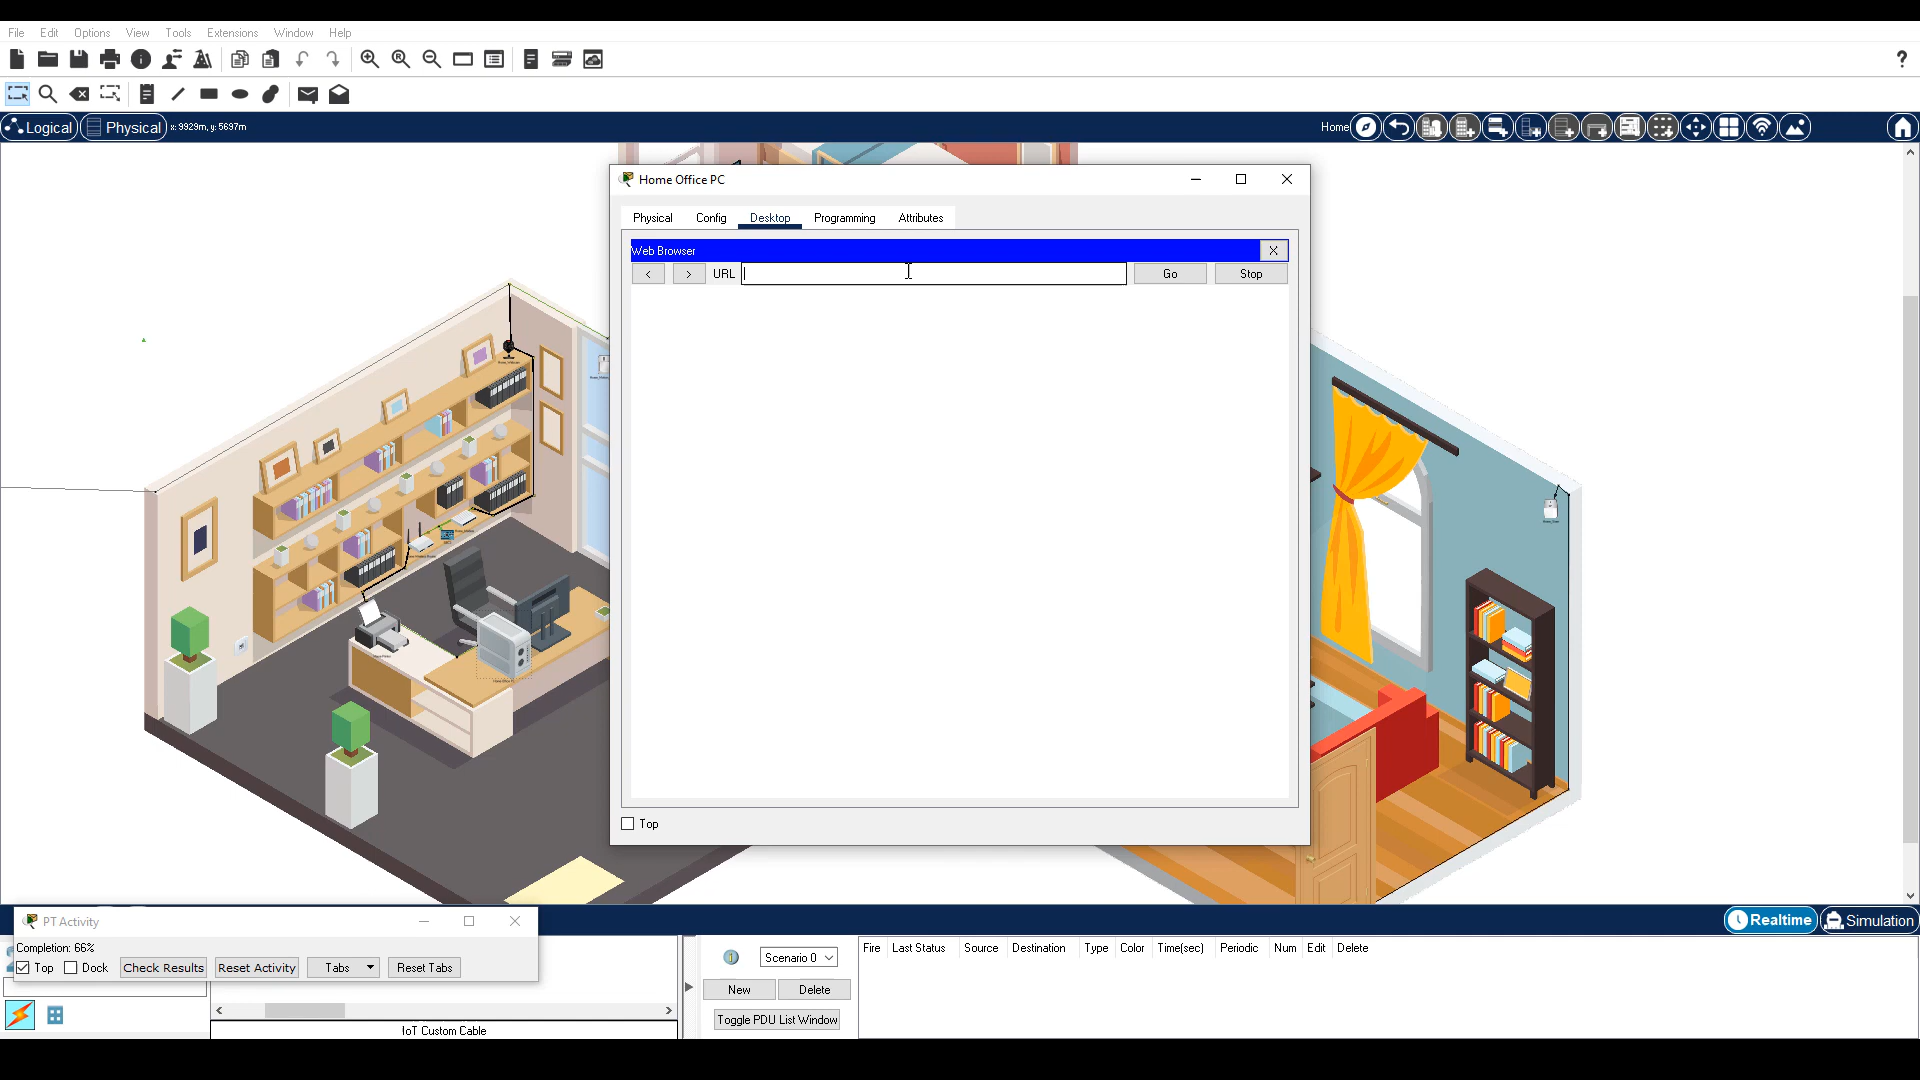 File Edit Options View Tools Extensions Window Help
?
Logical Physical x: 9929m, y: 5697m Home
Home Office PC
Physical Config Desktop Programming Attributes
Web Browser X
< > URL Go Stop
Top
PT Activity
Completion: 66%
Top Dock Check Results Reset Activity Tabs Reset Tabs
Realtime Simulation
Scenario 0
New Delete
Toggle PDU List Window
Fire Last Status Source Destination Type Color Time(sec) Periodic Num Edit Delete
IoT Custom Cable